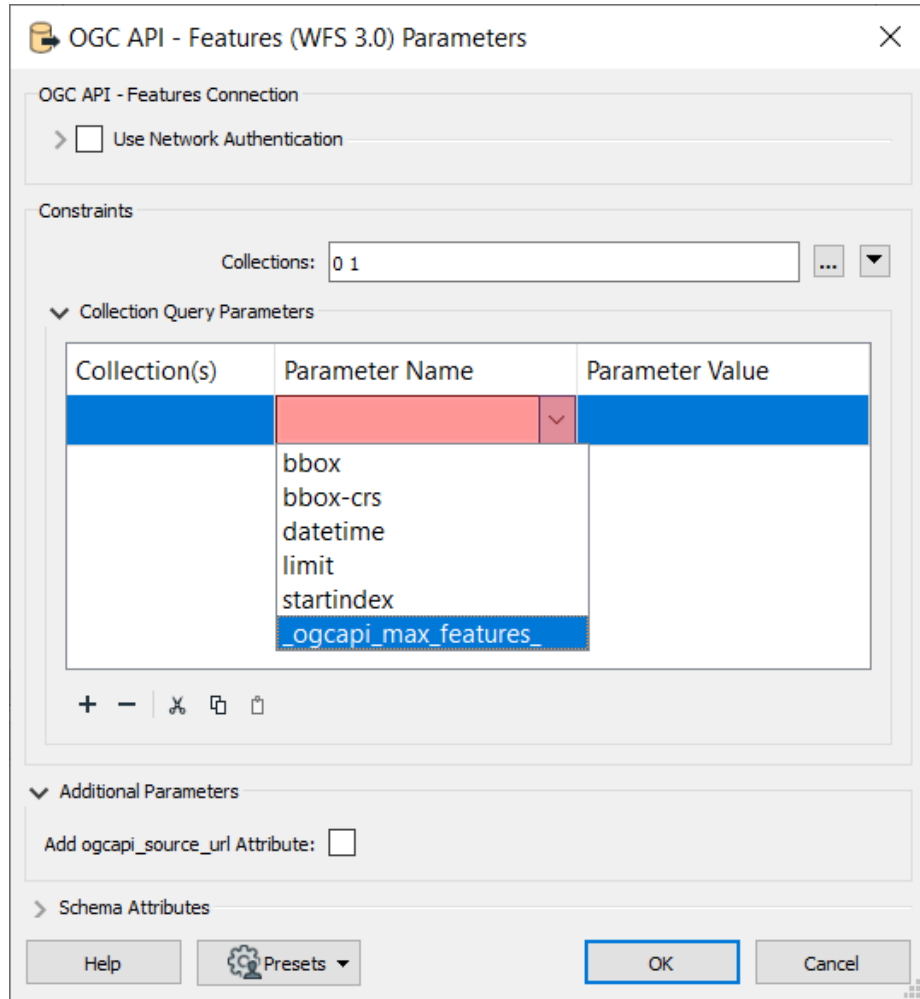 OGC API - Features (WFS 3.0) Parameters
OGC API - Features Connection
Use Network Authentication
Constraints
Collections: 0 1 ...
Collection Query Parameters
Collection(s) Parameter Name Parameter Value
bbox
bbox-crs
datetime
limit
startindex
_ogcapi_max_features_
Additional Parameters
Add ogcapi_source_url Attribute:
Schema Attributes
Help Presets OK Cancel